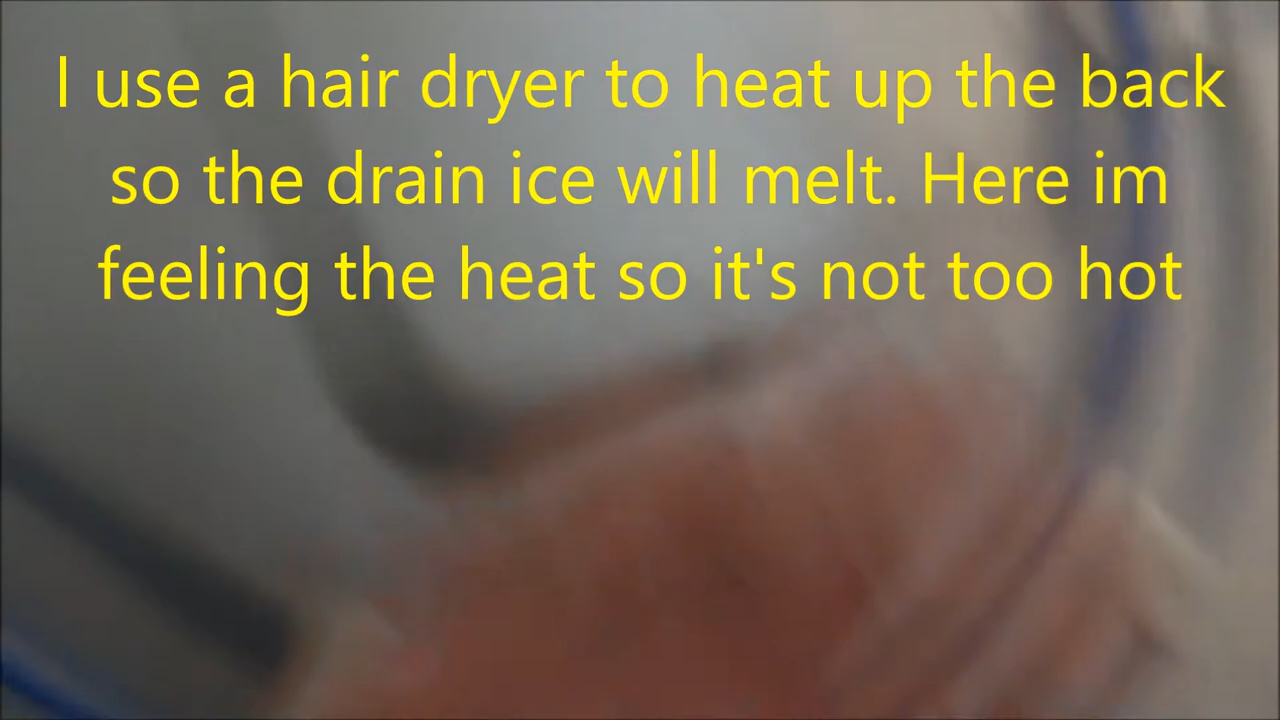 I use a hair dryer to heat up the back
so the drain ice will melt. Here im
feeling the heat so it's not too hot